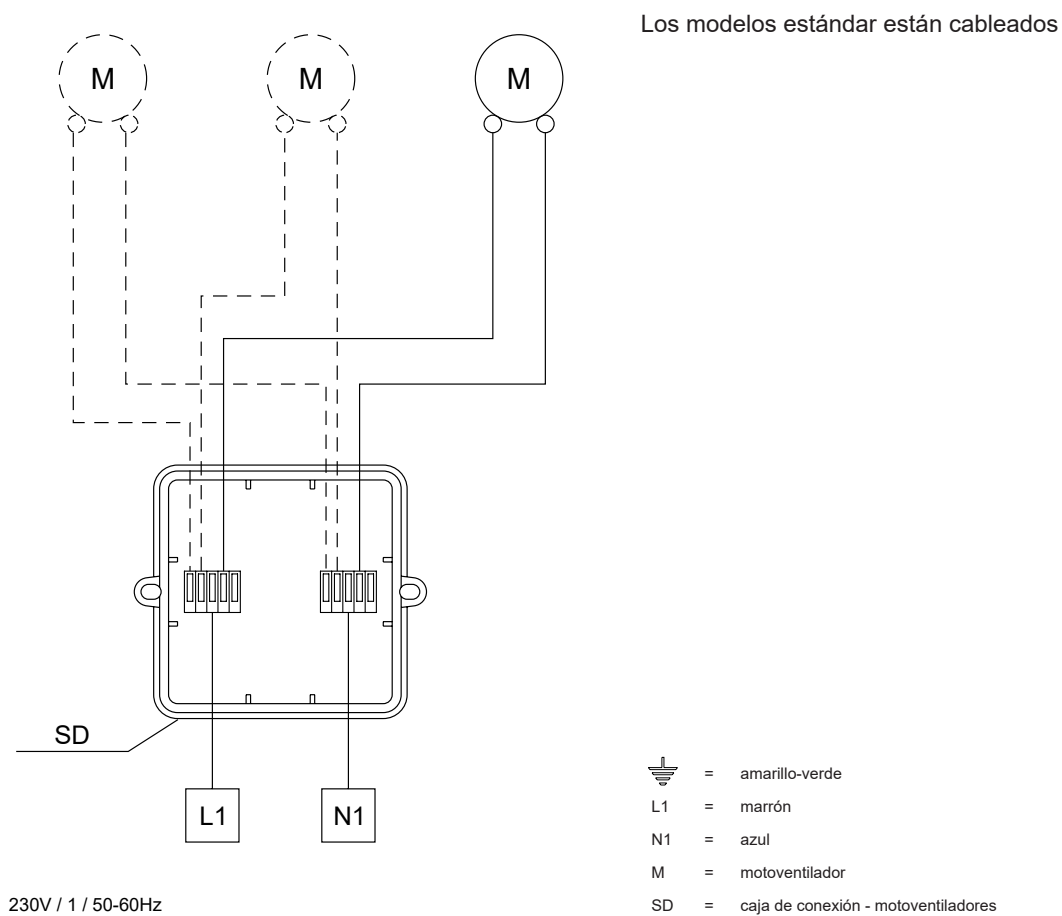 Los modelos estándar están cableados
M M M
SD
L1 N1
= amarillo-verde
L1 = marrón
N1 = azul
M = motoventilador
SD = caja de conexión - motoventiladores
230V / 1 / 50-60Hz